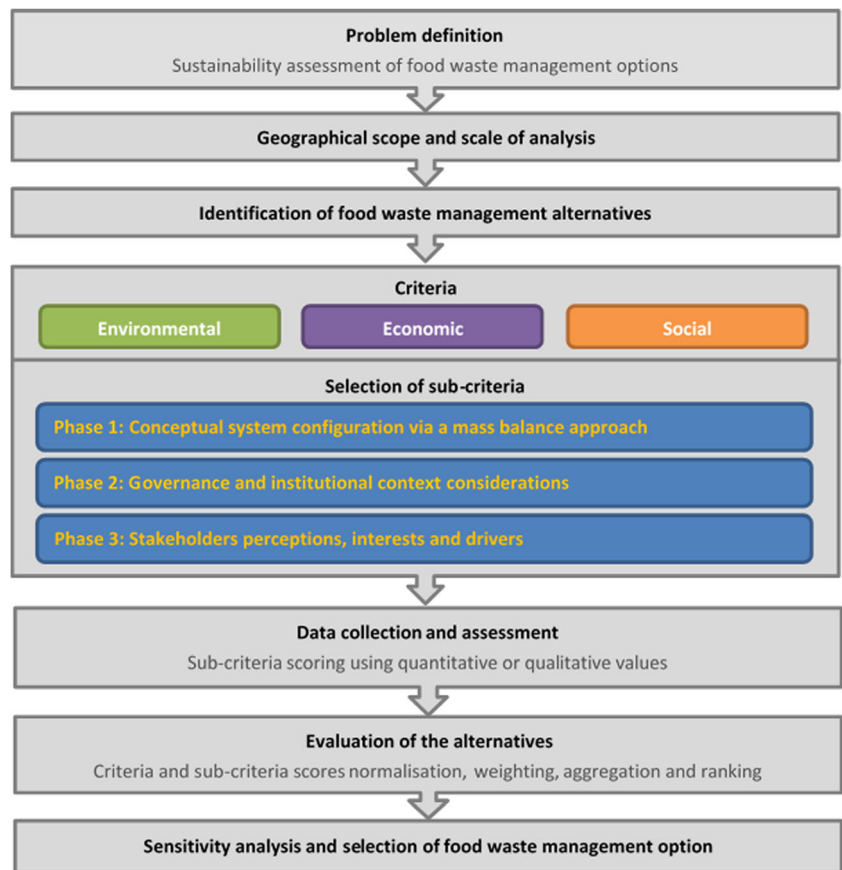 Problem definition
Sustainability assessment of food waste management options
Geographical scope and scale of analysis
Identification of food waste management alternatives
Criteria
Environmental
Economic
Social
Selection of sub-criteria
Phase 1: Conceptual system configuration via a mass balance approach
Phase 2: Governance and institutional context considerations
Phase 3: Stakeholders perceptions, interests and drivers
Data collection and assessment
Sub-criteria scoring using quantitative or qualitative values
Evaluation of the alternatives
Criteria and sub-criteria scores normalisation, weighting, aggregation and ranking
Sensitivity analysis and selection of food waste management option